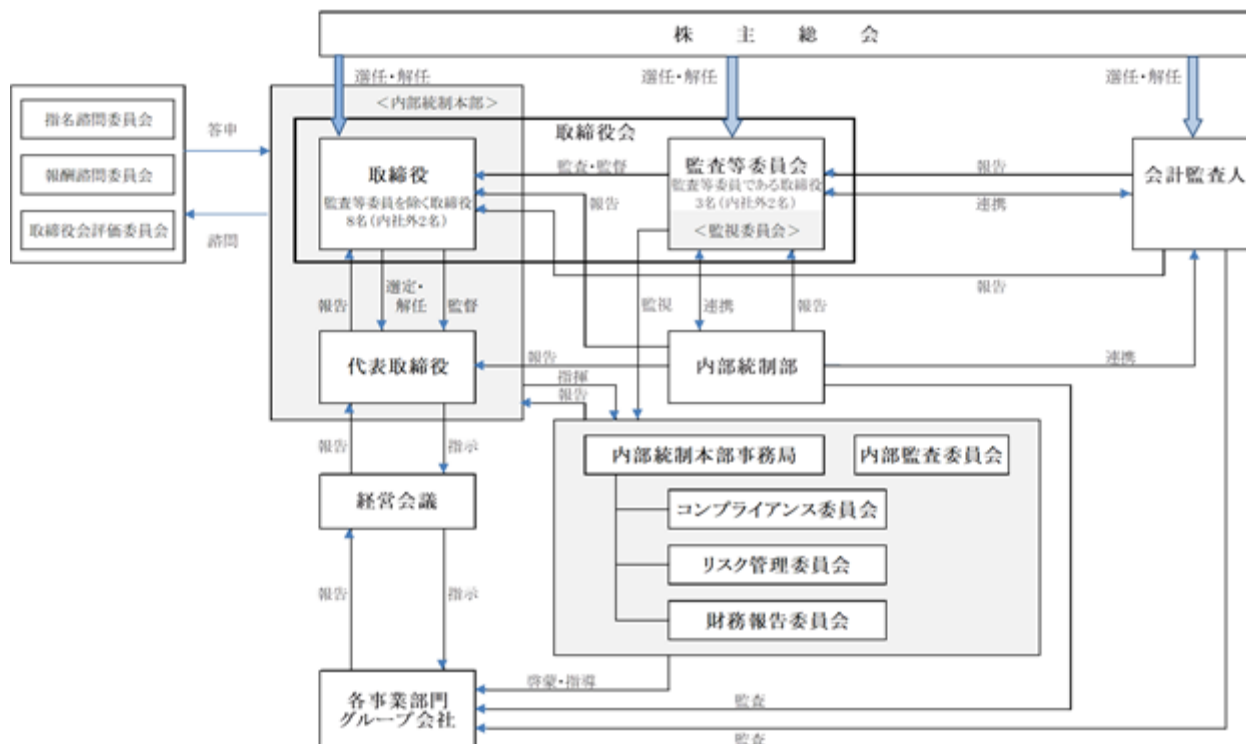 株主総会
選任・解任
選任・解任
選任・解任
＜内部統制本部＞
指名諮問委員会
報酬諮問委員会
取締役会評価委員会
答申
諮問
取締役会
取締役
監査等委員を除く取締役
8名(内社外2名)
監査・監督
報告
監査等委員会
監査等委員である取締役
3名(内社外2名)
＜監視委員会＞
報告
連携
会計監査人
報告
報告
選定・
解任
監督
監視
連携
報告
代表取締役
報告
内部統制部
連携
指揮
報告
報告
指示
内部統制本部事務局
内部監査委員会
経営会議
コンプライアンス委員会
リスク管理委員会
財務報告委員会
報告
指示
各事業部門
グループ会社
啓蒙・指導
監査
監査